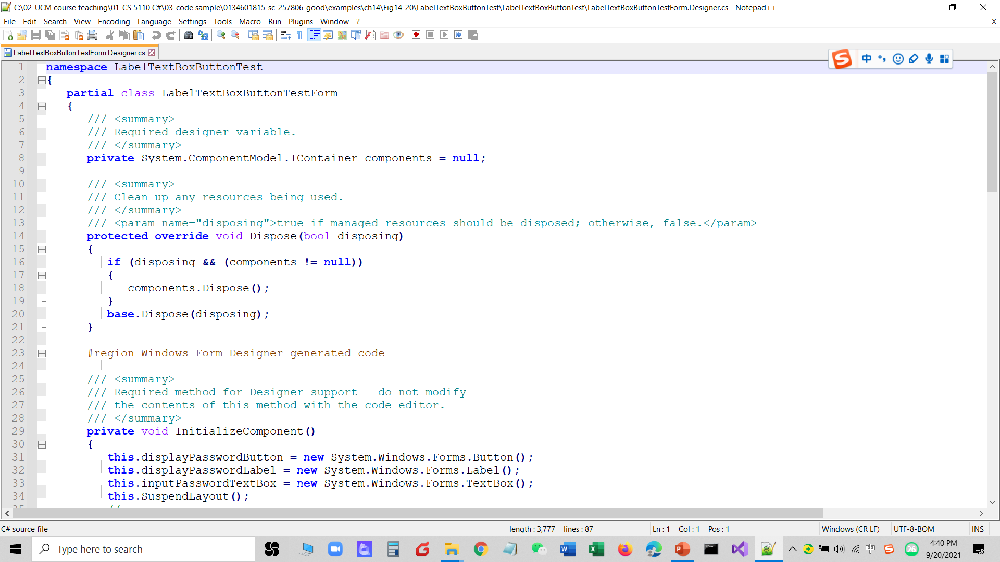 C:\02_UCM course teaching\01_CS 5110 C#\03_code sample\0134601815_sc-257806_good\examples\ch14\Fig14_20\LabelTextBoxButtonTest\LabelTextBoxButtonTest\LabelTextBoxButtonTestForm.Designer.cs - Notepad++
File Edit Search View Encoding Language Settings Tools Macro Run Plugins Window ? X
LabelTextBoxButtonTestForm.Designer.cs
中
1 namespace LabelTextBoxButtonTest
2 {
3 partial class LabelTextBoxButtonTestForm
4 {
5 /// <summary>
6 /// Required designer variable.
7 /// </summary>
8 private System.ComponentModel.IContainer components = null;
9
10 /// <summary>
11 /// Clean up any resources being used.
12 /// </summary>
13 /// <param name="disposing">true if managed resources should be disposed; otherwise, false.</param>
14 protected override void Dispose(bool disposing)
15 {
16 if (disposing && (components != null))
17 {
18 components.Dispose();
19 }
20 base.Dispose(disposing);
21 }
22
23 #region Windows Form Designer generated code
24
25 /// <summary>
26 /// Required method for Designer support - do not modify
27 /// the contents of this method with the code editor.
28 /// </summary>
29 private void InitializeComponent()
30 {
31 this.displayPasswordButton = new System.Windows.Forms.Button();
32 this.displayPasswordLabel = new System.Windows.Forms.Label();
33 this.inputPasswordTextBox = new System.Windows.Forms.TextBox();
34 this.SuspendLayout();
35 //
C# source file length : 3,777 lines : 87 Ln : 1 Col : 1 Pos : 1 Windows (CR LF) UTF-8-BOM INS
Type here to search
中
26
4:40 PM
9/20/2021